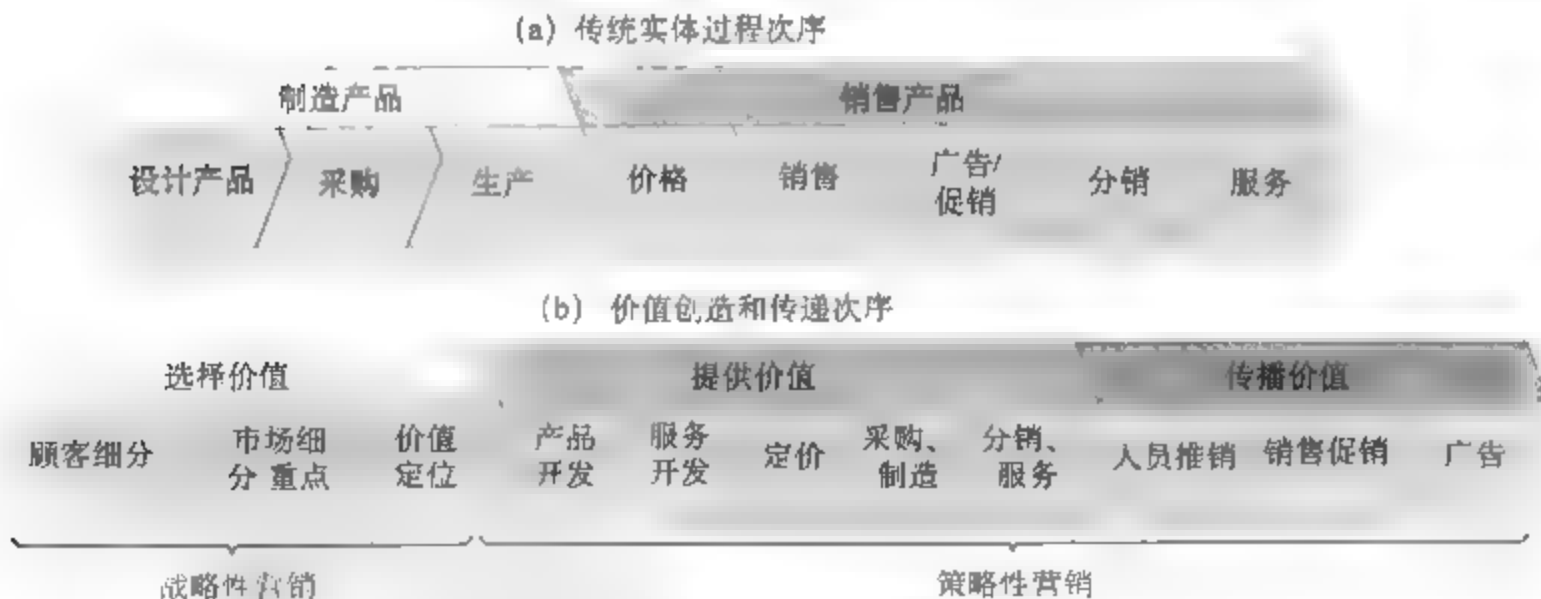 (a) 传统实体过程次序
制造产品 销售产品
设计产品 采购 生产 价格 销售 广告/促销 分销 服务
(b) 价值创造和传递次序
选择价值 提供价值 传播价值
顾客细分 市场细分 重点 价值定位 产品开发 服务开发 定价 采购、制造 分销、服务 人员推销 销售促销 广告
战略性营销 策略性营销